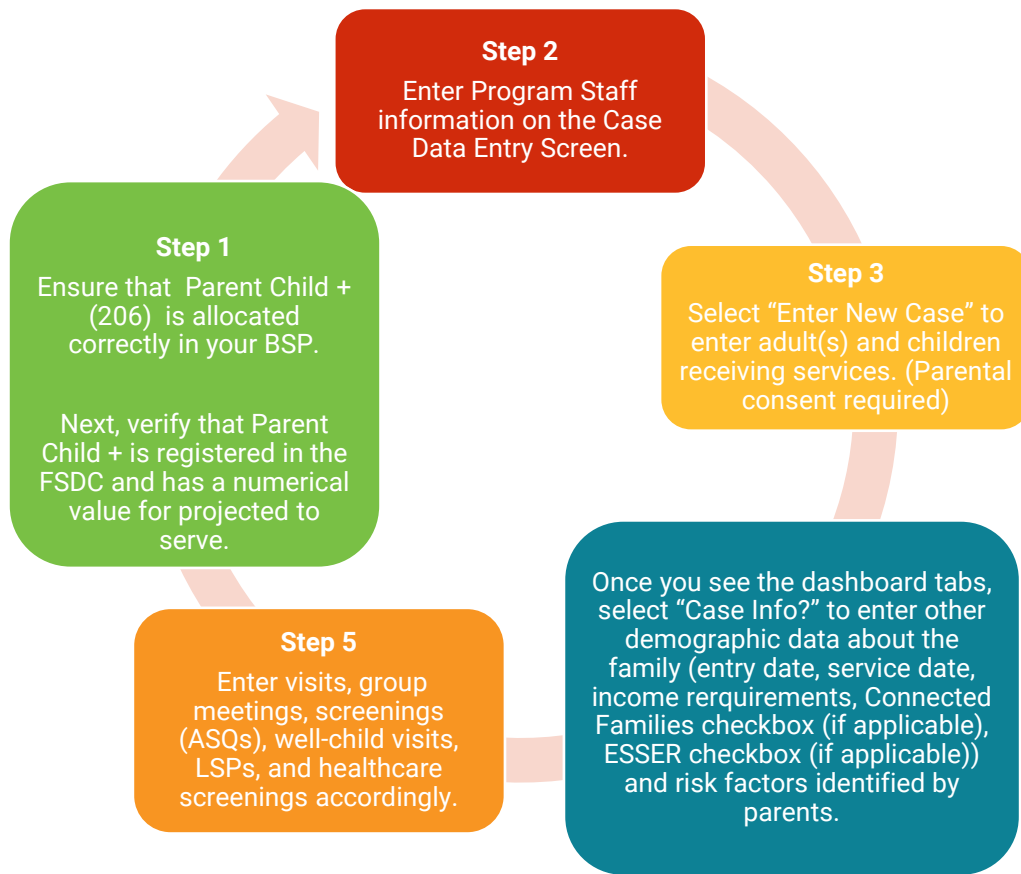 Step 1
Ensure that Parent Child +
(206) is allocated
correctly in your BSP.
Next, verify that Parent
Child + is registered in the
FSDC and has a numerical
value for projected to
serve.
Step 2
Enter Program Staff
information on the Case
Data Entry Screen.
Step 3
Select “Enter New Case” to
enter adult(s) and children
receiving services. (Parental
consent required)
Once you see the dashboard tabs,
select “Case Info?” to enter other
demographic data about the
family (entry date, service date,
income rerquirements, Connected
Families checkbox (if applicable),
ESSER checkbox (if applicable))
and risk factors identified by
parents.
Step 5
Enter visits, group
meetings, screenings
(ASQs), well-child visits,
LSPs, and healthcare
screenings accordingly.